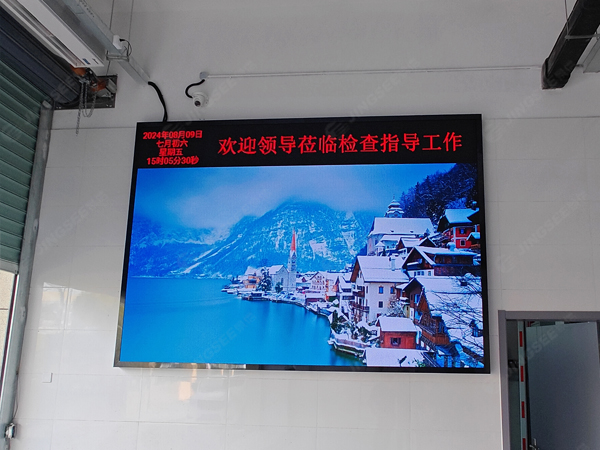 2024年08月09日
七月初六
星期五
15时05分30秒
欢迎领导莅临检查指导工作